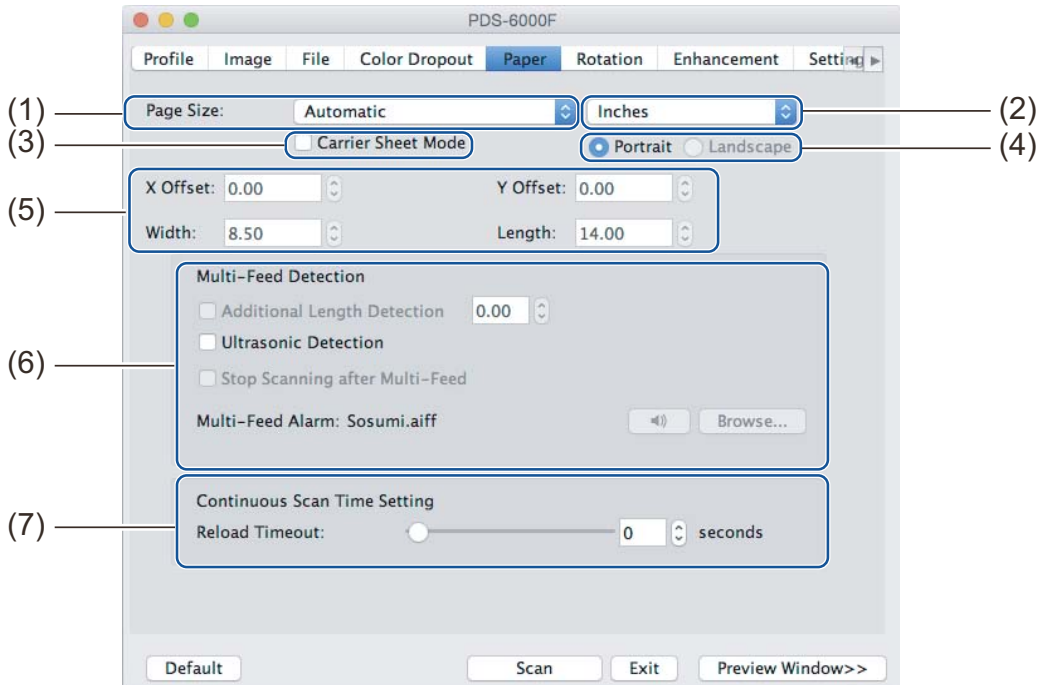 PDS-6000F
Profile Image File Color Dropout Paper Rotation Enhancement Setting
(1) Page Size: Automatic Inches (2)
(3) Carrier Sheet Mode Portrait Landscape (4)
X Offset: 0.00 Y Offset: 0.00
(5)
Width: 8.50 Length: 14.00
Multi-Feed Detection
Additional Length Detection 0.00
Ultrasonic Detection
(6)
Stop Scanning after Multi-Feed
Multi-Feed Alarm: Sosumi.aiff Browse...
Continuous Scan Time Setting
(7) Reload Timeout: 0 seconds
Default Scan Exit Preview Window>>